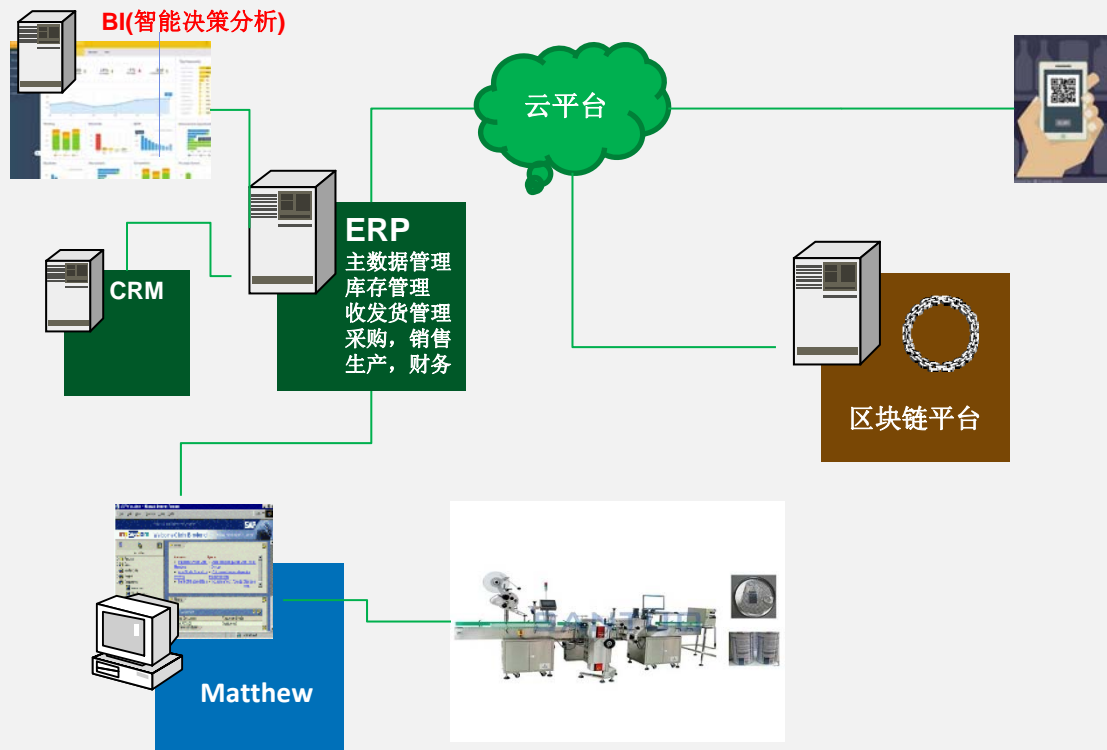 BI(智能决策分析)
云平台
ERP
主数据管理
库存管理
收发货管理
采购，销售
生产，财务
CRM
区块链平台
SAP
Matthew